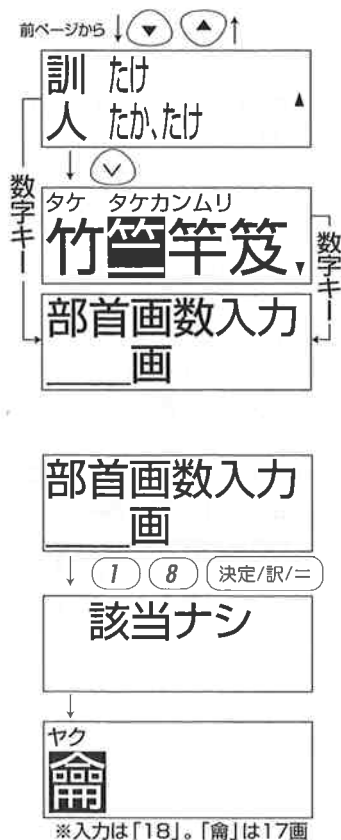 前ページから
訓 たけ
人 たか、たけ
数字キー
タケ タケカンムリ
竹⺮竿笈
数字キー
部首画数入力
画
部首画数入力
画
1 8 決定/訳/=
該当ナシ
ヤク
龠
※入力は「18」。「龠」は17画